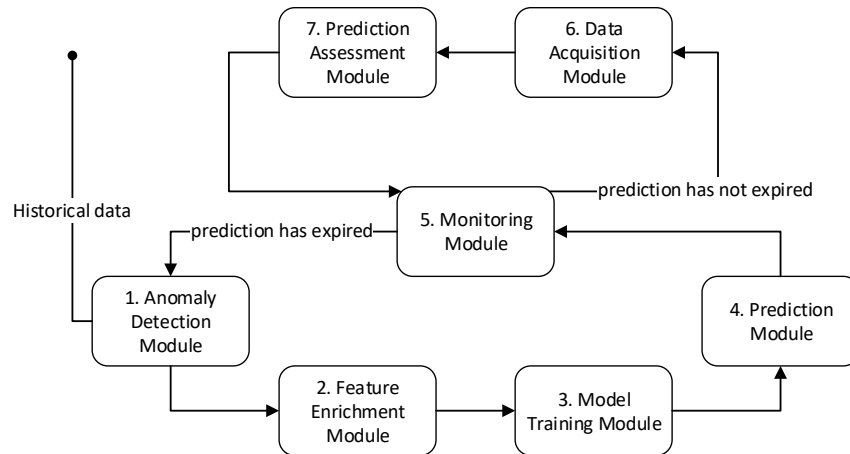 7. Prediction
Assessment
Module
6. Data
Acquisition
Module
prediction has not expired
Historical data
5. Monitoring
Module
prediction has expired
1. Anomaly
Detection
Module
4. Prediction
Module
2. Feature
Enrichment
Module
3. Model
Training Module